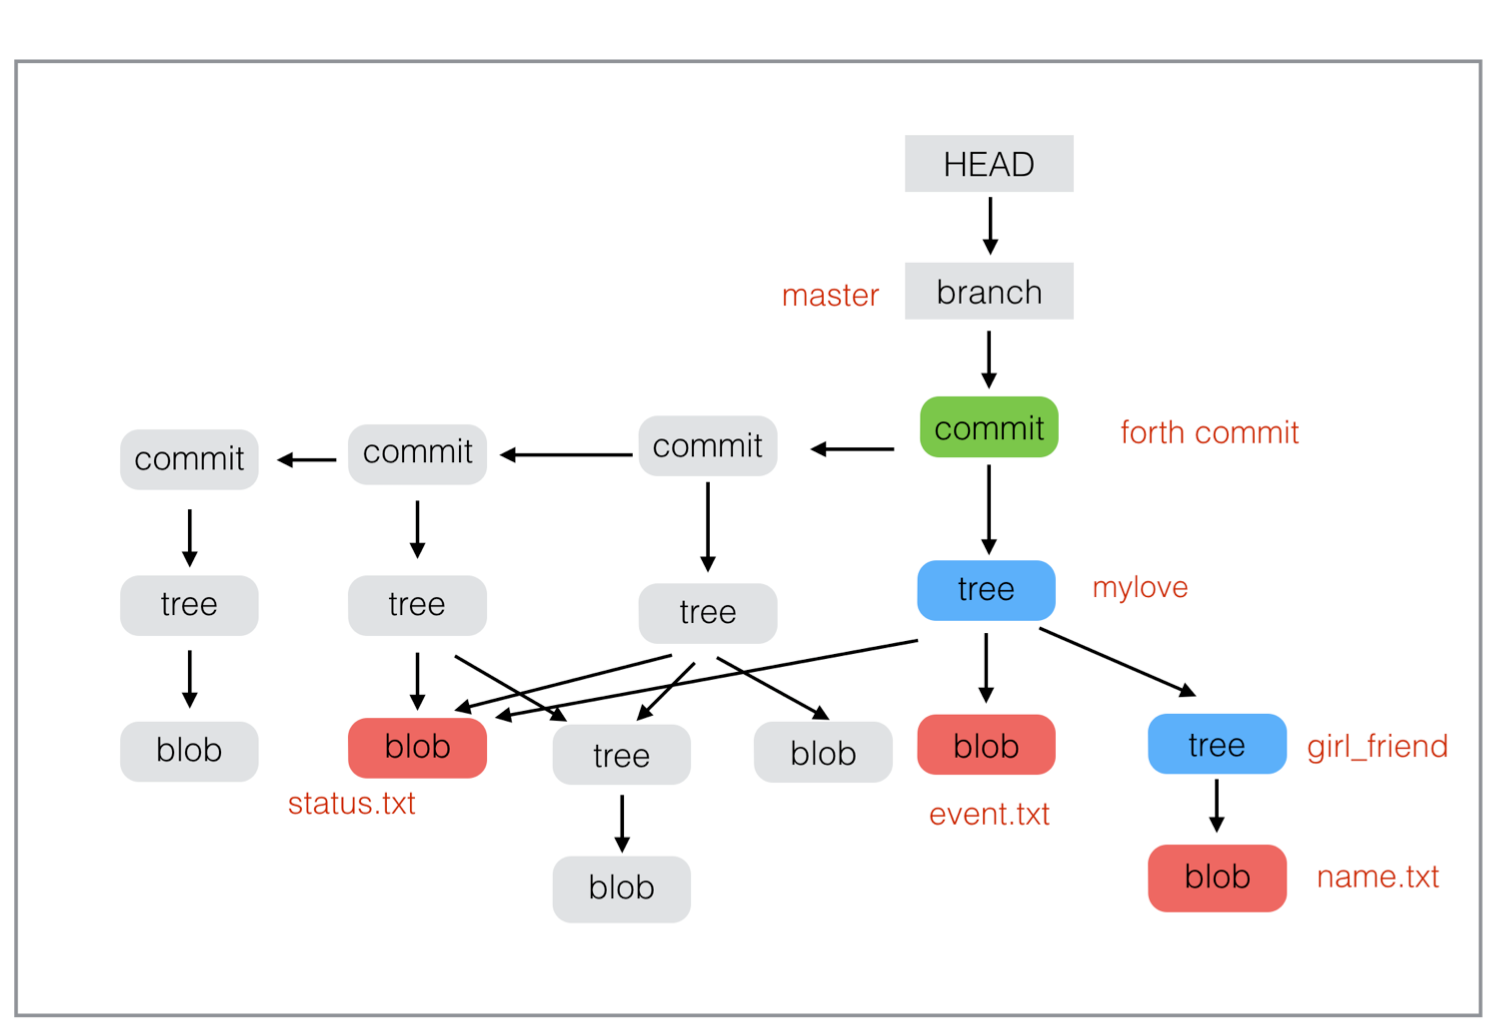 HEAD
master
branch
commit
commit
commit
commit
forth commit
tree
tree
tree
tree
mylove
blob
blob
tree
blob
blob
tree
girl_friend
status.txt
event.txt
blob
blob
name.txt